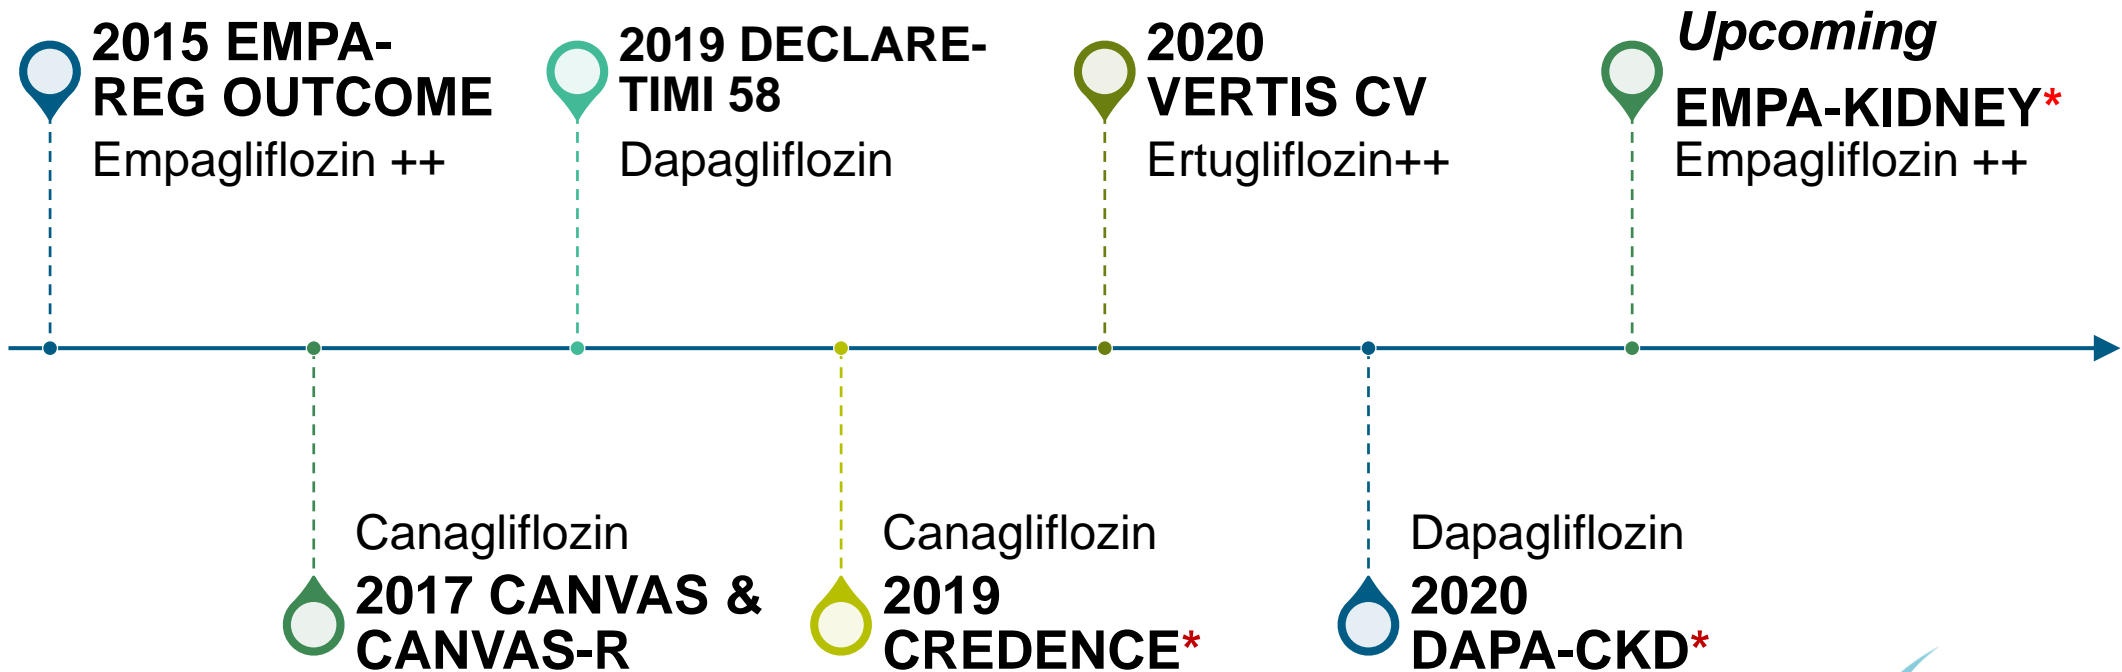 2015 EMPA-
REG OUTCOME
Empagliflozin ++
Canagliflozin
2017 CANVAS &
CANVAS-R
2019 DECLARE-
TIMI 58
Dapagliflozin
Canagliflozin
2019
CREDENCE*
2020
VERTIS CV
Ertugliflozin++
Dapagliflozin
2020
DAPA-CKD*
Upcoming
EMPA-KIDNEY*
Empagliflozin ++